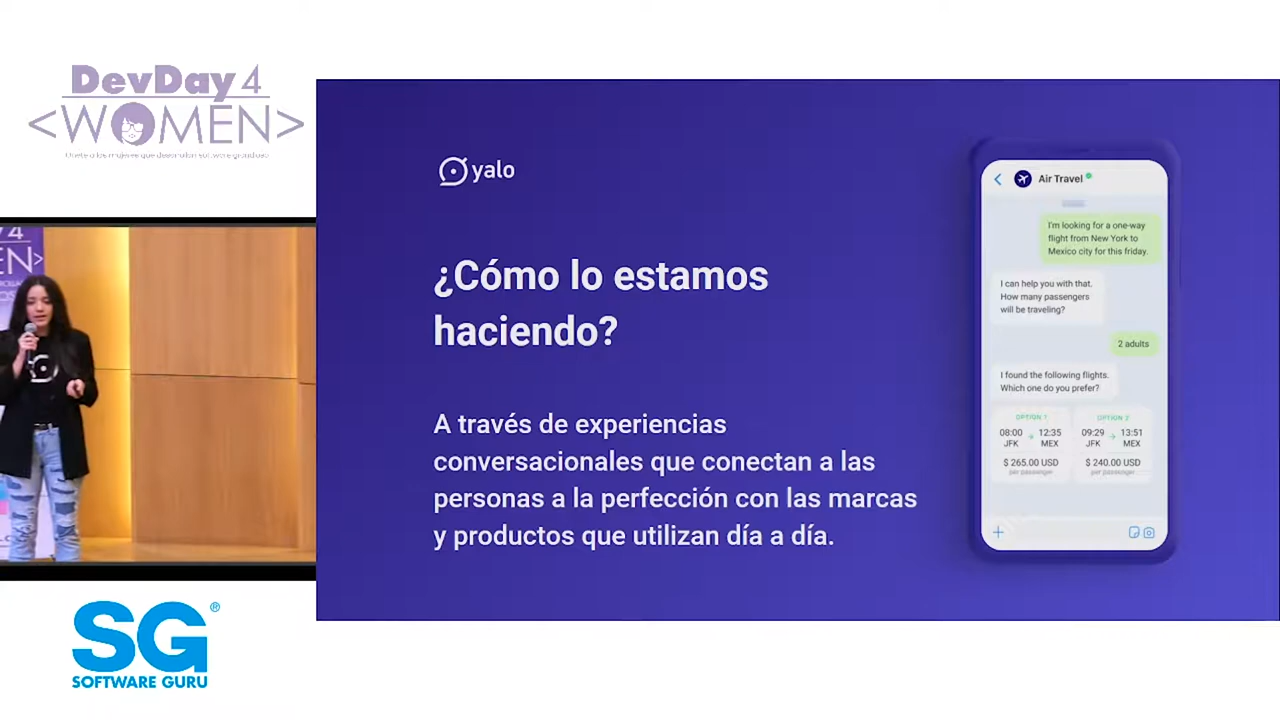 DevDay 4
<WOMEN>
SG
SOFTWARE GURU
yalo
¿Cómo lo estamos
haciendo?
A través de experiencias
conversacionales que conectan a las
personas a la perfección con las marcas
y productos que utilizan día a día.
Air Travel
I'm looking for a one-way
flight from New York to
Mexico city for this friday.
I can help you with that.
How many passengers
will be traveling?
2 adults
I found the following flights.
Which one do you prefer?
OPTION 1
08:00 → 12:35
JFK MEX
$ 265.00 USD
per passenger
OPTION 2
09:29 → 13:51
JFK MEX
$ 240.00 USD
per passenger